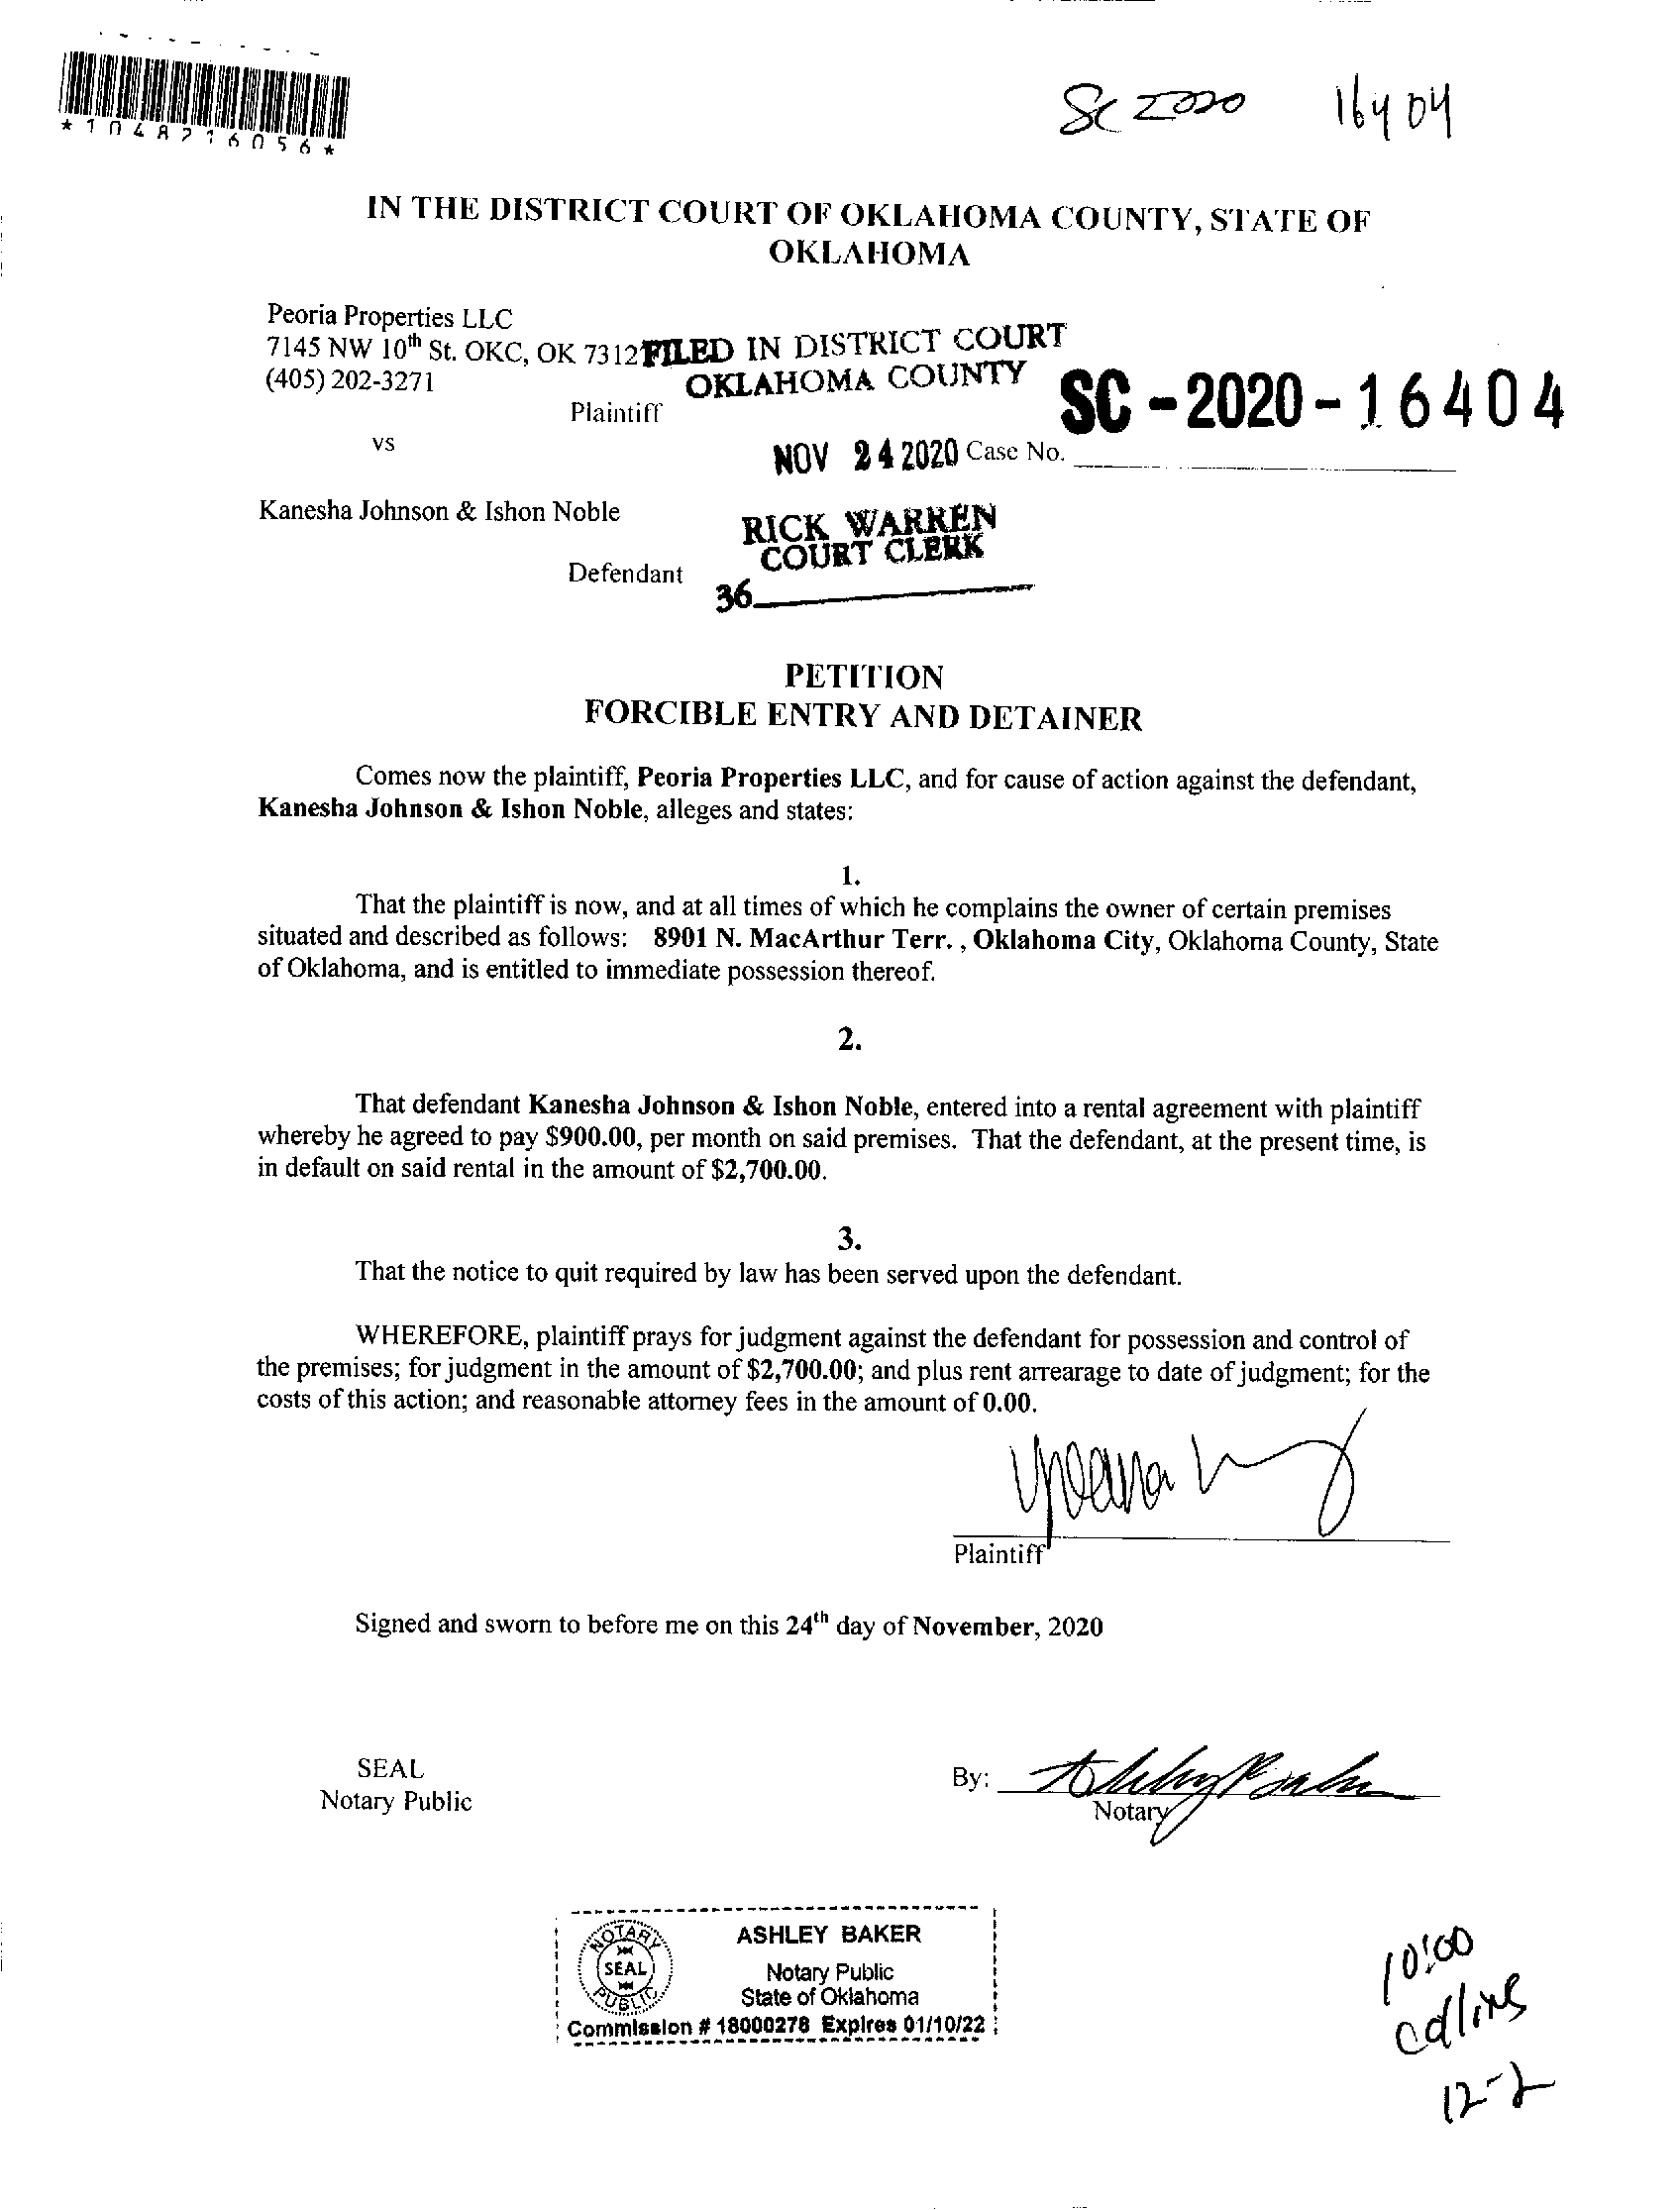 *1048216056*
SC 2020 16404
IN THE DISTRICT COURT OF OKLAHOMA COUNTY, STATE OF
OKLAHOMA
Peoria Properties LLC
7145 NW 10th St. OKC, OK 7312
(405) 202-3271
Plaintiff
vs
FILED IN DISTRICT COURT
OKLAHOMA COUNTY
NOV 24 2020
Case No.
SC-2020-16404
Kanesha Johnson & Ishon Noble
Defendant
RICK WARREN
COURT CLERK
36
PETITION
FORCIBLE ENTRY AND DETAINER
Comes now the plaintiff, Peoria Properties LLC, and for cause of action against the defendant,
Kanesha Johnson & Ishon Noble, alleges and states:
1.
That the plaintiff is now, and at all times of which he complains the owner of certain premises
situated and described as follows: 8901 N. MacArthur Terr. , Oklahoma City, Oklahoma County, State
of Oklahoma, and is entitled to immediate possession thereof.
2.
That defendant Kanesha Johnson & Ishon Noble, entered into a rental agreement with plaintiff
whereby he agreed to pay $900.00, per month on said premises. That the defendant, at the present time, is
in default on said rental in the amount of $2,700.00.
3.
That the notice to quit required by law has been served upon the defendant.
WHEREFORE, plaintiff prays for judgment against the defendant for possession and control of
the premises; for judgment in the amount of $2,700.00; and plus rent arrearage to date of judgment; for the
costs of this action; and reasonable attorney fees in the amount of 0.00.
Plaintiff
Signed and sworn to before me on this 24th day of November, 2020
SEAL
Notary Public
By: Ashley Baker
Notary
NOTARY
SEAL
PUBLIC
ASHLEY BAKER
Notary Public
State of Oklahoma
Commission # 18000278 Expires 01/10/22
10:00
12-2